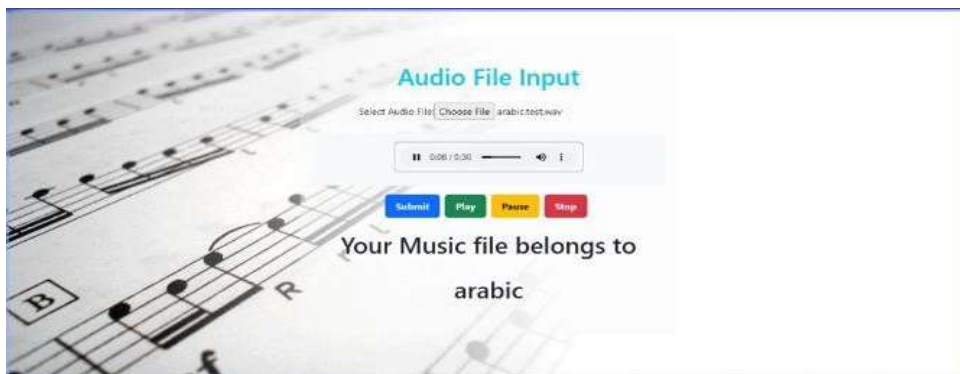 Audio File Input
Select Audio File: Choose File arabic.test.wav
0:06 / 0:30
Submit Play Pause Stop
Your Music file belongs to
arabic
B
R
L
f